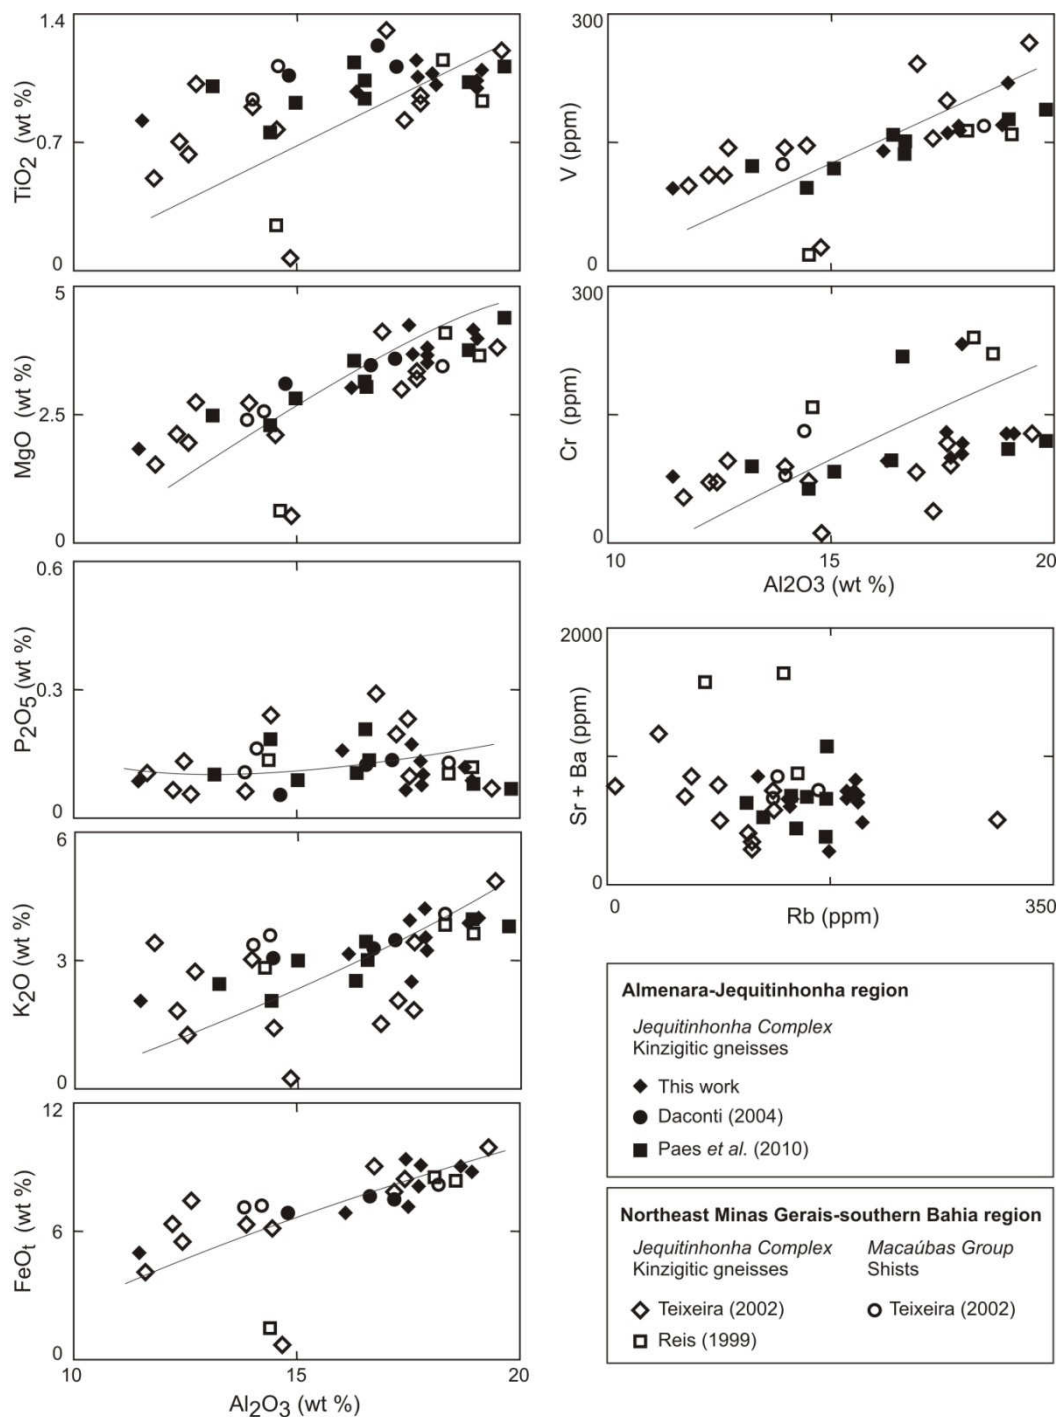 1.4
0.7
0
TiO2 (wt %)
5
2.5
0
MgO (wt %)
0.6
0.3
0
P2O5 (wt %)
6
3
0
K2O (wt %)
12
6
0
FeOt (wt %)
10
15
20
Al2O3 (wt %)
300
0
V (ppm)
300
0
Cr (ppm)
10
15
20
Al2O3 (wt %)
2000
0
Sr + Ba (ppm)
0
350
Rb (ppm)
Almenara-Jequitinhonha region
Jequitinhonha Complex
Kinzigitic gneisses
This work
Daconti (2004)
Paes et al. (2010)
Northeast Minas Gerais-southern Bahia region
Jequitinhonha Complex
Kinzigitic gneisses
Teixeira (2002)
Reis (1999)
Macaúbas Group
Shists
Teixeira (2002)